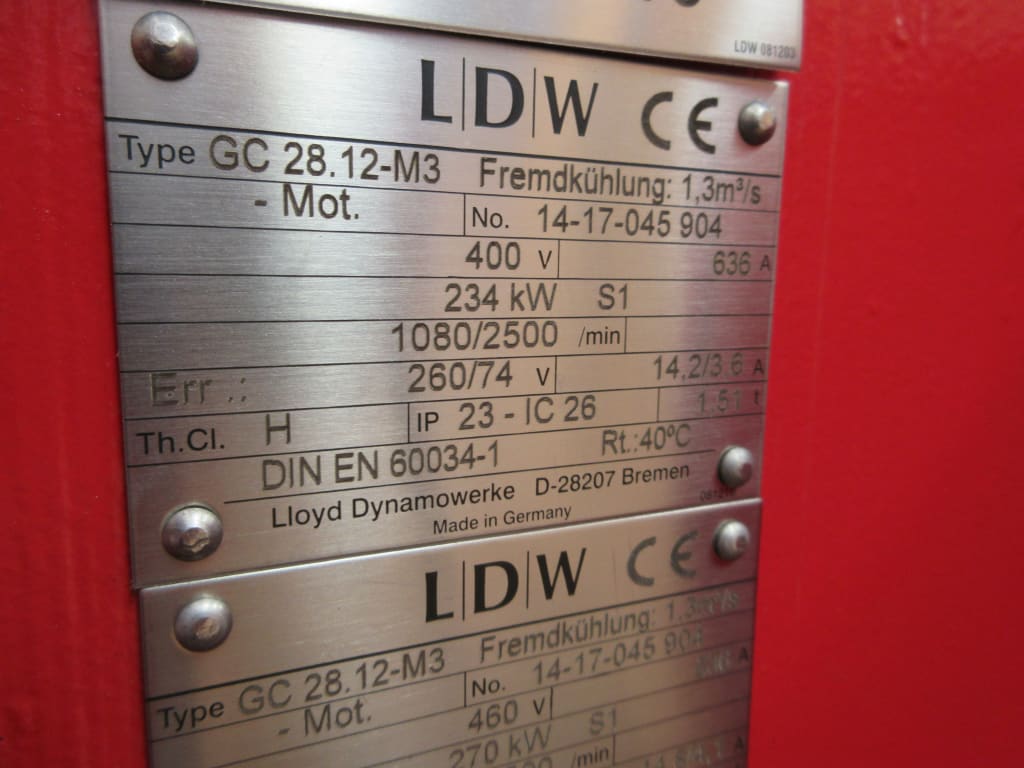 LDW 081203
L|D|W CE
Type GC 28.12-M3 Fremdkühlung: 1,3m³/s
- Mot. No. 14-17-045 904
400 V 636 A
234 kW S1
1080/2500 /min
Err.: 260/74 V 14,2/3,6 A
Th.Cl. H IP 23 - IC 26 1.51 t
DIN EN 60034-1 Rt.:40ºC
Lloyd Dynamowerke D-28207 Bremen
Made in Germany
L|D|W CE
Type GC 28.12-M3 Fremdkühlung: 1,3m³/s
- Mot. No. 14-17-045 904
460 V 636 A
270 kW S1
/min
A